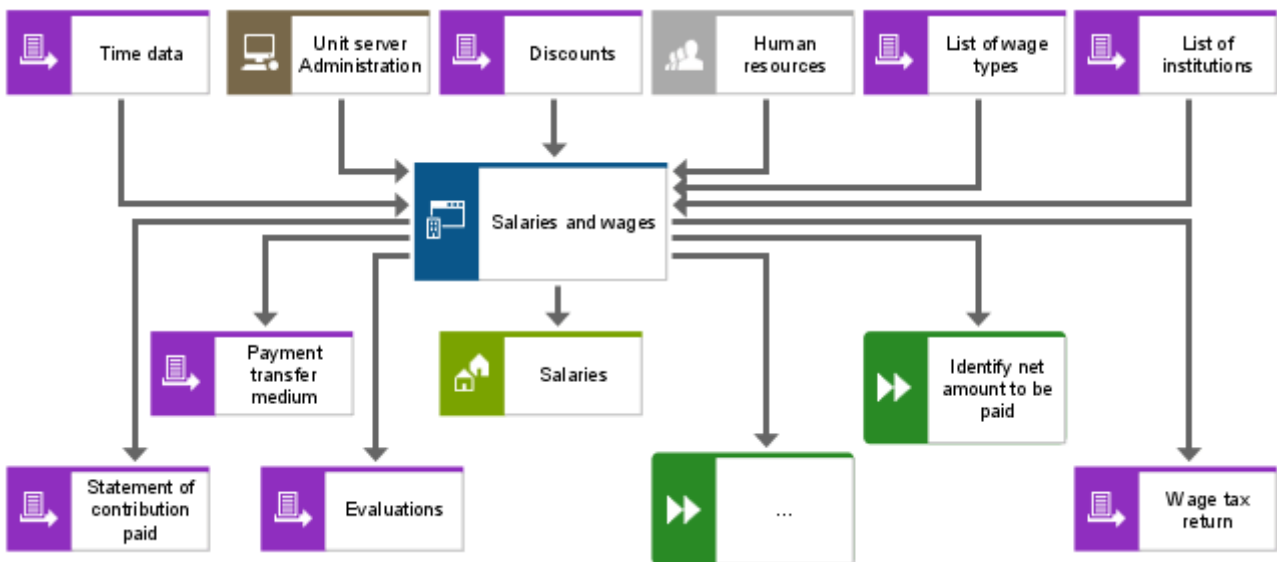 Time data
Unit server
Administration
Discounts
Human
resources
List of wage
types
List of
institutions
Salaries and wages
Payment
transfer
medium
Salaries
Identify net
amount to be
paid
Statement of
contribution
paid
Evaluations
...
Wage tax
return